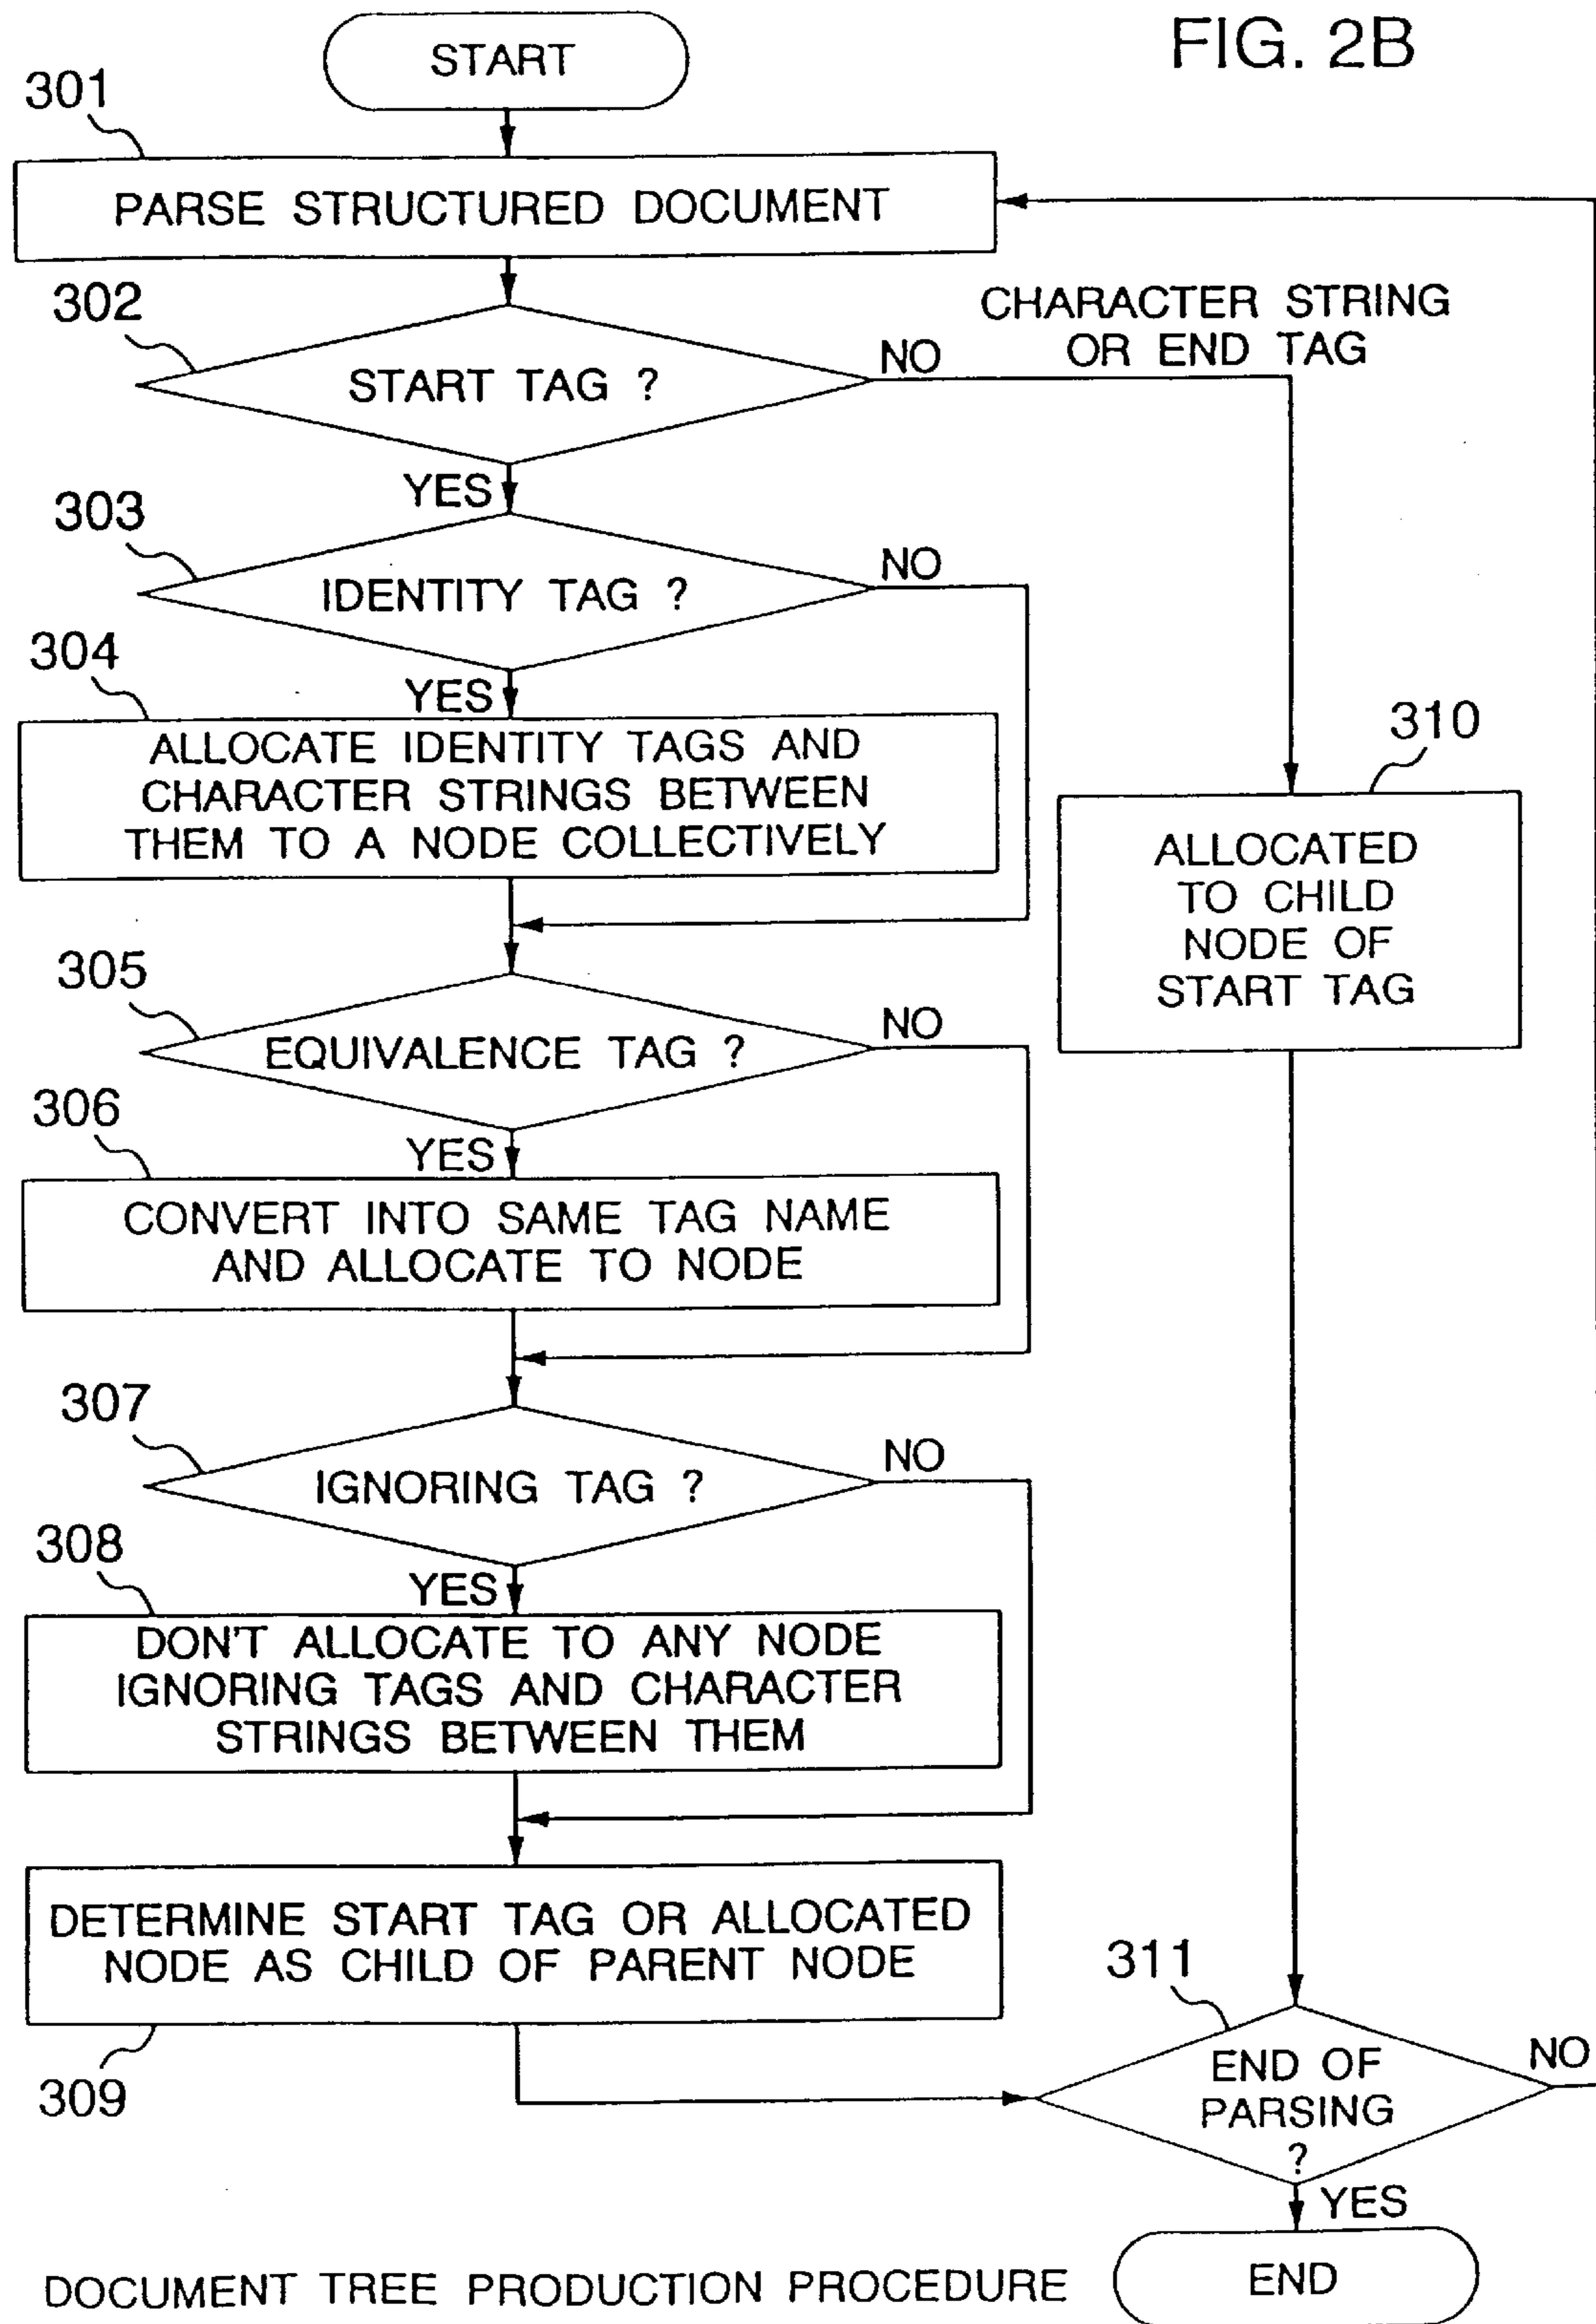 FIG. 2B
START
301
PARSE STRUCTURED DOCUMENT
302
START TAG ?
NO
CHARACTER STRING
OR END TAG
YES
303
IDENTITY TAG ?
NO
304
YES
ALLOCATE IDENTITY TAGS AND
CHARACTER STRINGS BETWEEN
THEM TO A NODE COLLECTIVELY
310
ALLOCATED
TO CHILD
NODE OF
START TAG
305
EQUIVALENCE TAG ?
NO
306
YES
CONVERT INTO SAME TAG NAME
AND ALLOCATE TO NODE
307
IGNORING TAG ?
NO
308
YES
DON'T ALLOCATE TO ANY NODE
IGNORING TAGS AND CHARACTER
STRINGS BETWEEN THEM
DETERMINE START TAG OR ALLOCATED
NODE AS CHILD OF PARENT NODE
309
311
END OF
PARSING
?
NO
YES
END
DOCUMENT TREE PRODUCTION PROCEDURE